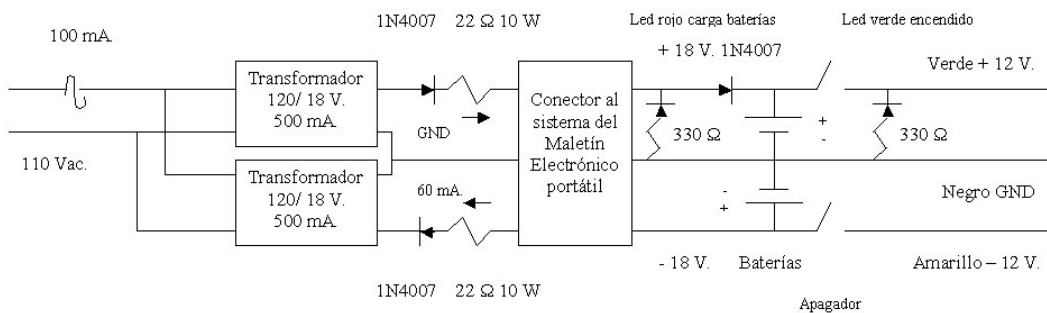 1N4007
22 Ω 10 W
Led rojo carga baterías
Led verde encendido
100 mA.
+ 18 V.
1N4007
Transformador
120/ 18 V.
500 mA.
GND
Conector al
sistema del
Maletín
Electrónico
portátil
Verde + 12 V.
+
-
330 Ω
330 Ω
110 Vac.
Transformador
120/ 18 V.
500 mA.
60 mA.
-
+
Negro GND
- 18 V.
Baterías
Amarillo – 12 V.
1N4007
22 Ω 10 W
Apagador